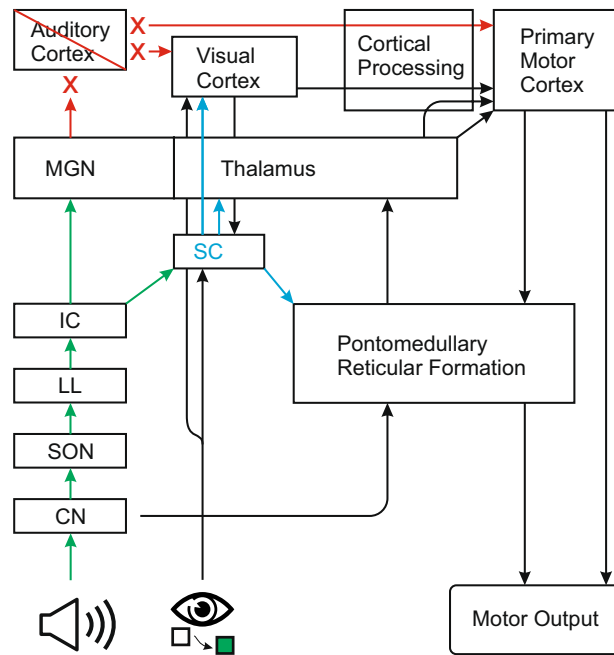 Auditory
Cortex
X
X
X
Visual
Cortex
Cortical
Processing
Primary
Motor
Cortex
MGN
Thalamus
SC
IC
Pontomedullary
Reticular Formation
LL
SON
CN
Motor Output